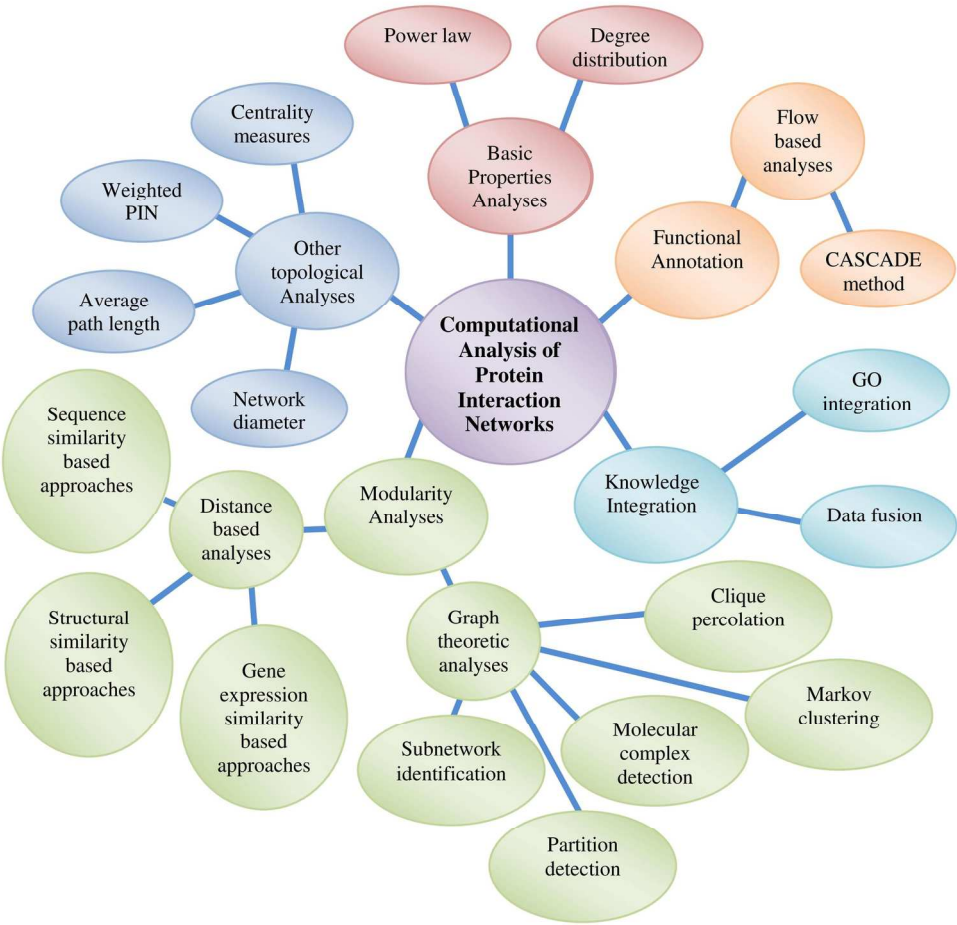 Power law
Degree
distribution
Centrality
measures
Flow
based
analyses
Basic
Properties
Analyses
Weighted
PIN
Other
topological
Analyses
Functional
Annotation
CASCADE
method
Average
path length
Computational
Analysis of
Protein
Interaction
Networks
Network
diameter
GO
integration
Sequence
similarity
based
approaches
Modularity
Analyses
Knowledge
Integration
Data fusion
Distance
based
analyses
Structural
similarity
based
approaches
Gene
expression
similarity
based
approaches
Graph
theoretic
analyses
Clique
percolation
Markov
clustering
Molecular
complex
detection
Subnetwork
identification
Partition
detection